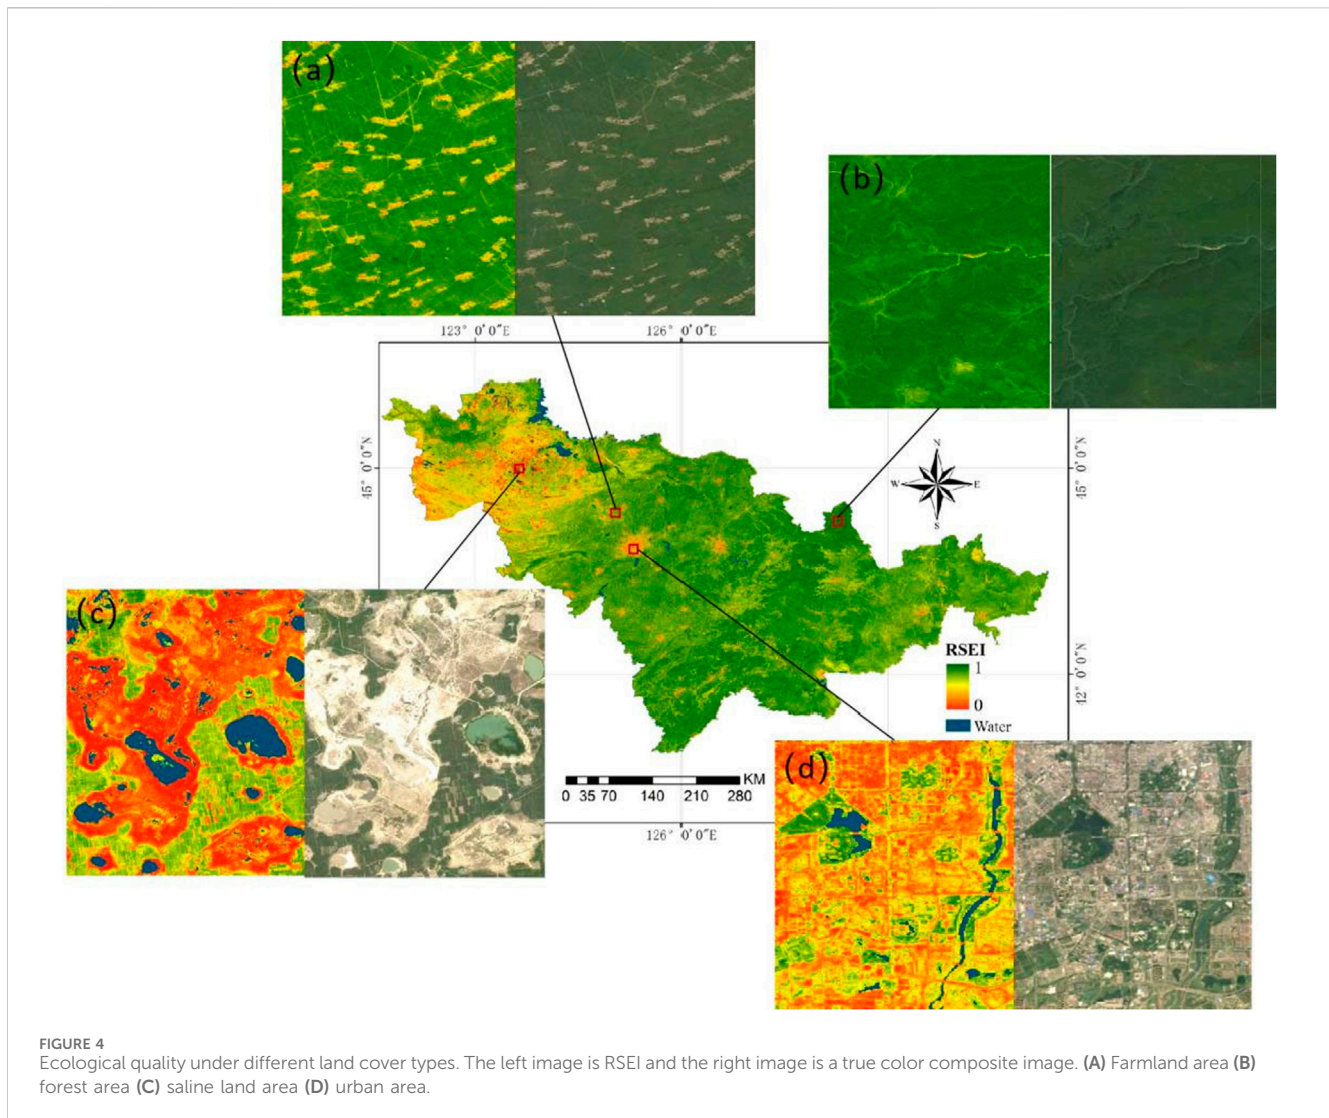 (a)
(b)
123° 0′0″E
126° 0′0″E
45° 0′0″N
45° 0′0″N
N
W
E
S
(c)
RSEI
1
0
Water
42° 0′0″N
KM
0 35 70 140 210 280
126° 0′0″E
(d)
FIGURE 4
Ecological quality under different land cover types. The left image is RSEI and the right image is a true color composite image. (A) Farmland area (B)
forest area (C) saline land area (D) urban area.